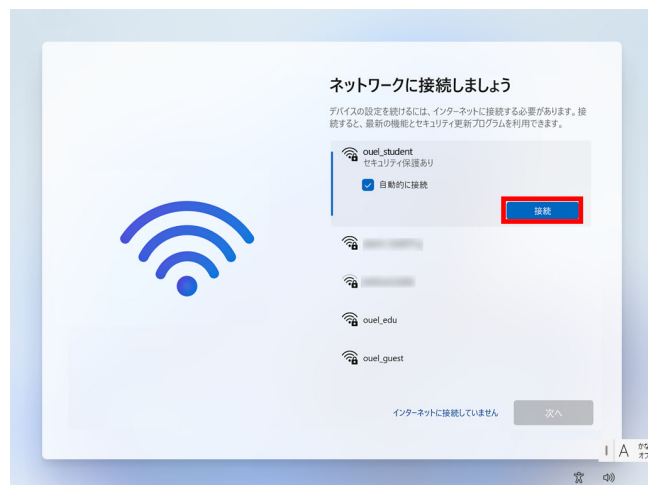 ネットワークに接続しましょう
デバイスの設定を続けるには、インターネットに接続する必要があります。接
続すると、最新の機能とセキュリティ更新プログラムを利用できます。
ouel_student
セキュリティ保護あり
自動的に接続
接続
ouel_edu
ouel_guest
インターネットに接続していません
次へ
A
かな
オフ